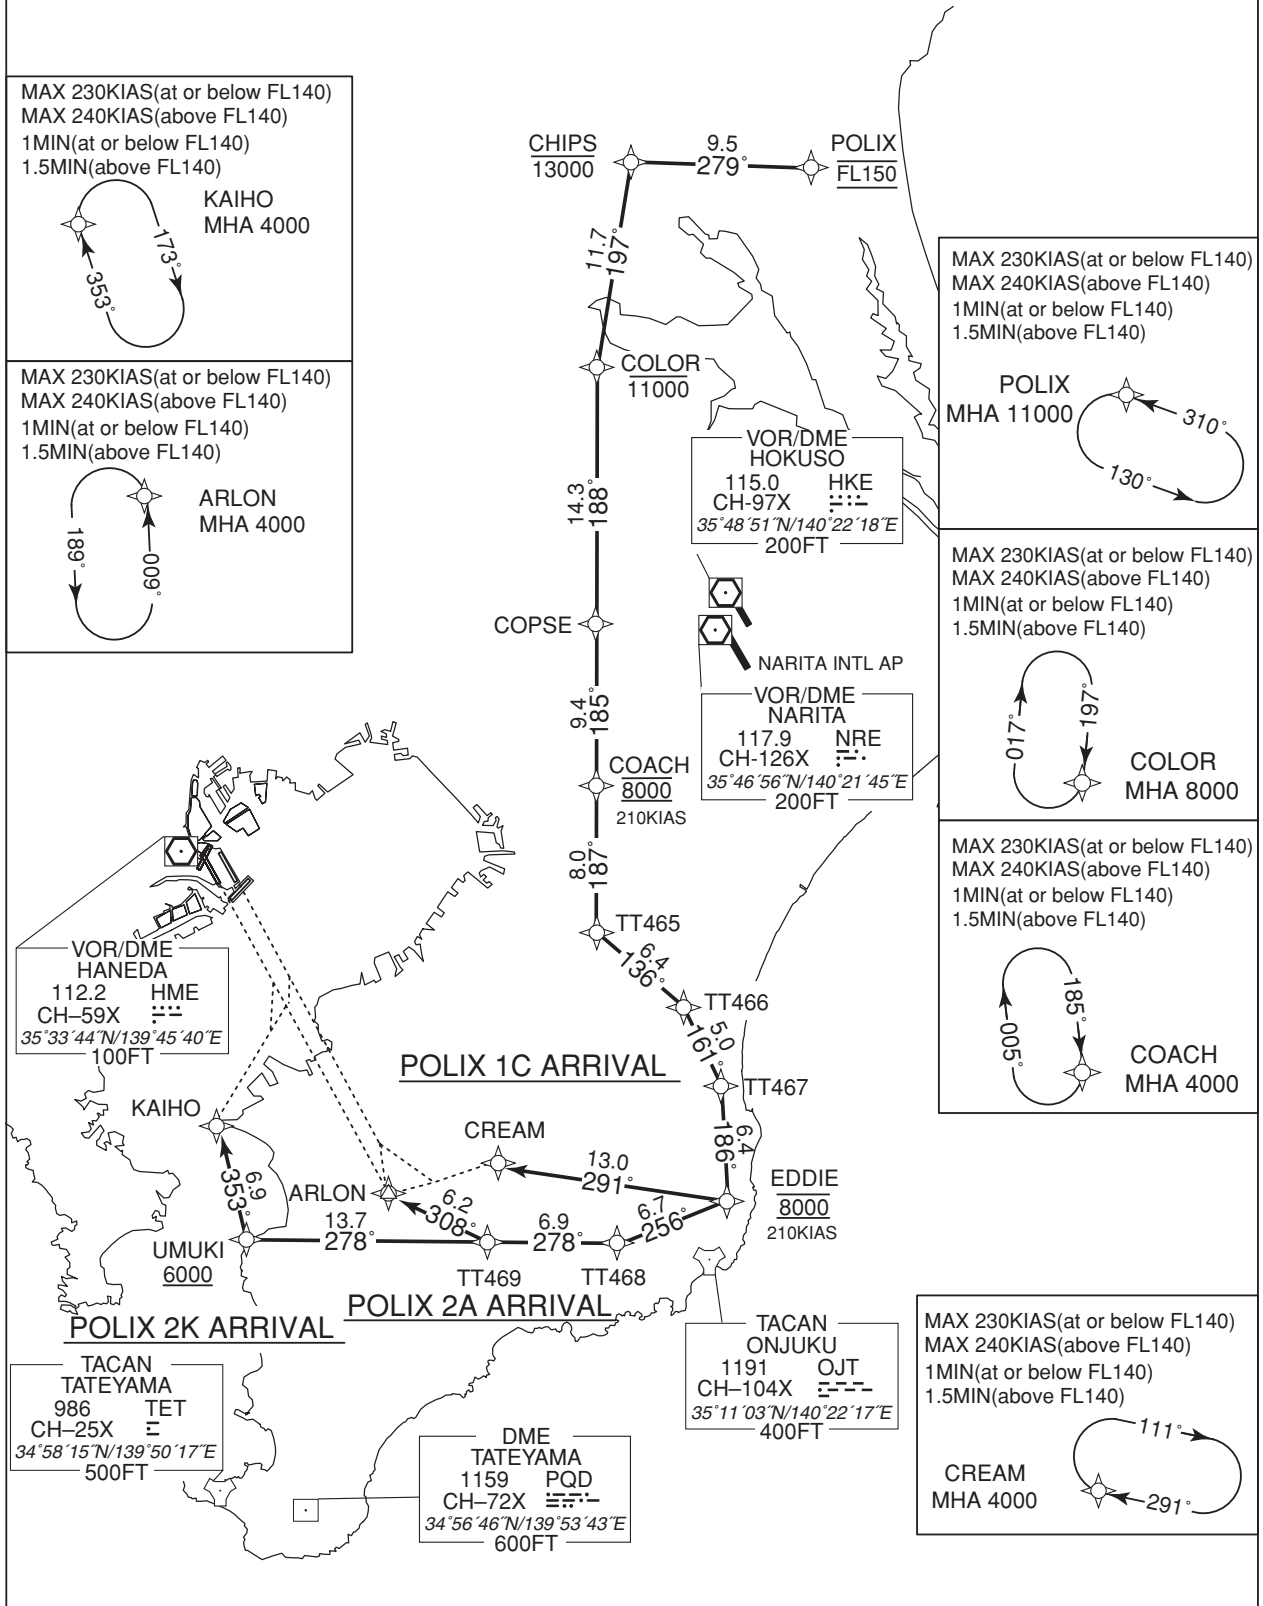 MAX 230KIAS(at or below FL140)
MAX 240KIAS(above FL140)
1MIN(at or below FL140)
1.5MIN(above FL140)
KAIHO
MHA 4000
173°
353°
MAX 230KIAS(at or below FL140)
MAX 240KIAS(above FL140)
1MIN(at or below FL140)
1.5MIN(above FL140)
ARLON
MHA 4000
189°
009°
CHIPS
13000
9.5
279°
POLIX
FL150
11.7
197°
COLOR
11000
14.3
188°
COPSE
9.4
185°
COACH
8000
210KIAS
8.0
187°
TT465
6.4
136°
TT466
5.0
161°
TT467
6.4
186°
EDDIE
8000
210KIAS
VOR/DME
HOKUSO
115.0 HKE
CH-97X
35°48´51˝N/140°22´18˝E
200FT
NARITA INTL AP
VOR/DME
NARITA
117.9 NRE
CH-126X
35°46´56˝N/140°21´45˝E
200FT
MAX 230KIAS(at or below FL140)
MAX 240KIAS(above FL140)
1MIN(at or below FL140)
1.5MIN(above FL140)
POLIX
MHA 11000
310°
130°
MAX 230KIAS(at or below FL140)
MAX 240KIAS(above FL140)
1MIN(at or below FL140)
1.5MIN(above FL140)
017°
197°
COLOR
MHA 8000
MAX 230KIAS(at or below FL140)
MAX 240KIAS(above FL140)
1MIN(at or below FL140)
1.5MIN(above FL140)
005°
185°
COACH
MHA 4000
VOR/DME
HANEDA
112.2 HME
CH–59X
35°33´44˝N/139°45´40˝E
100FT
POLIX 1C ARRIVAL
KAIHO
CREAM
13.0
291°
ARLON
6.9
353°
6.2
308°
6.7
256°
13.7
278°
6.9
278°
UMUKI
6000
TT469
TT468
POLIX 2A ARRIVAL
POLIX 2K ARRIVAL
TACAN
TATEYAMA
986 TET
CH–25X
34°58´15˝N/139°50´17˝E
500FT
DME
TATEYAMA
1159 PQD
CH–72X
34°56´46˝N/139°53´43˝E
600FT
TACAN
ONJUKU
1191 OJT
CH–104X
35°11´03˝N/140°22´17˝E
400FT
MAX 230KIAS(at or below FL140)
MAX 240KIAS(above FL140)
1MIN(at or below FL140)
1.5MIN(above FL140)
111°
291°
CREAM
MHA 4000